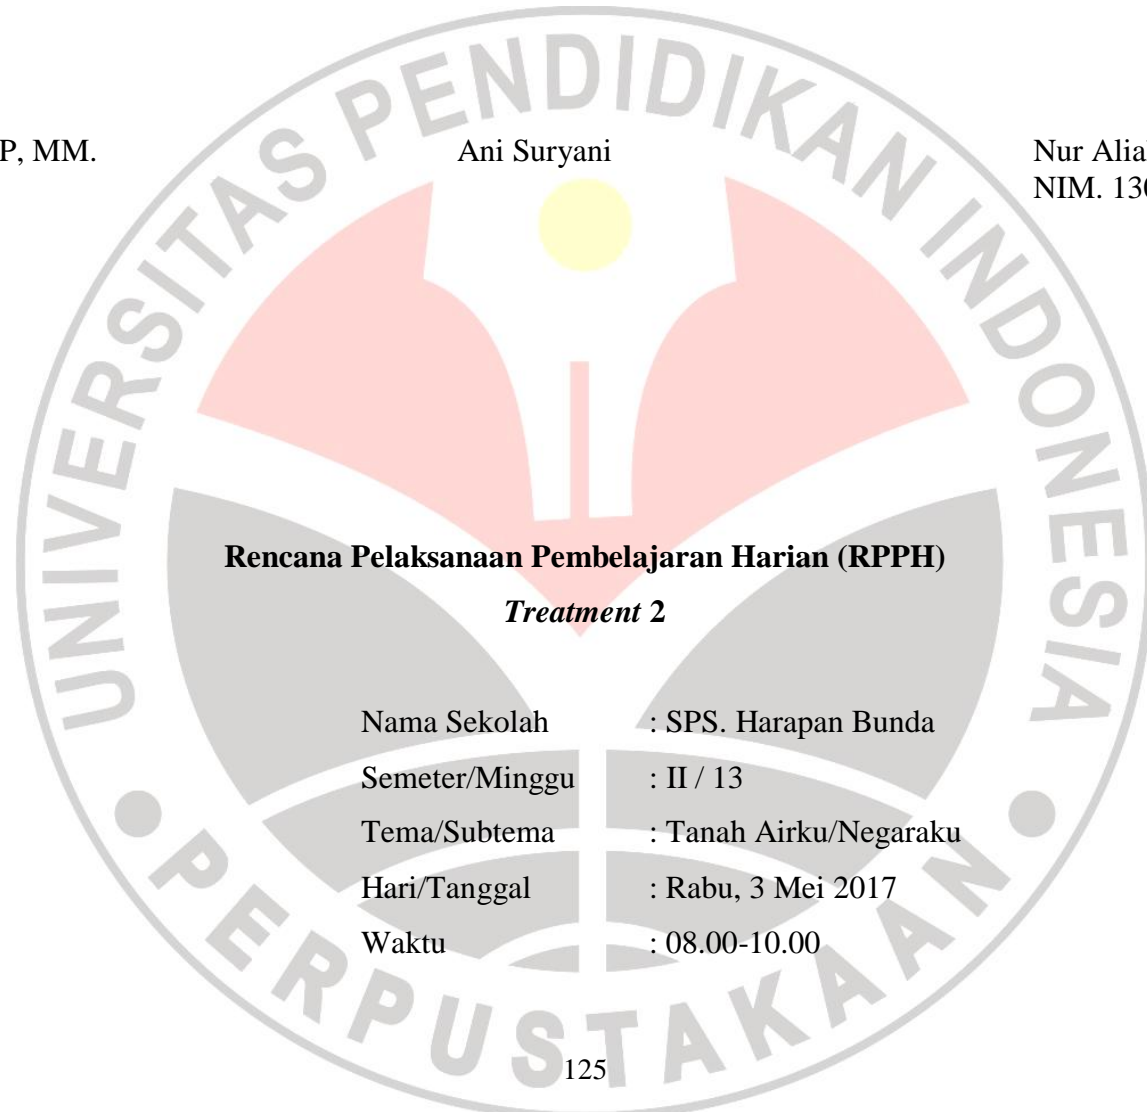 P, MM. Ani Suryani Nur Alia
NIM. 130
UNIVERSITAS PENDIDIKAN INDONESIA
Rencana Pelaksanaan Pembelajaran Harian (RPPH)
Treatment 2
Nama Sekolah : SPS. Harapan Bunda
Semeter/Minggu : II / 13
Tema/Subtema : Tanah Airku/Negaraku
Hari/Tanggal : Rabu, 3 Mei 2017
Waktu : 08.00-10.00
PERPUSTAKAAN
125